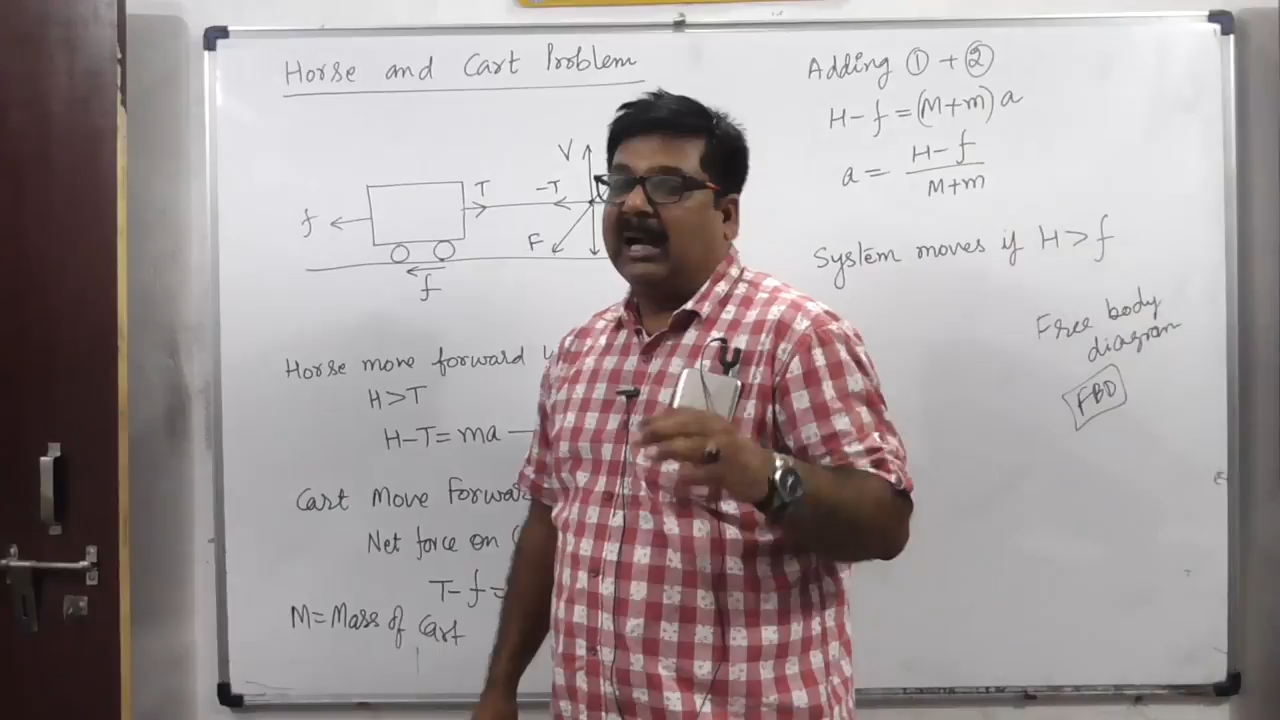 Horse and Cart Problem
V
T
-T
f
F
f
Horse move forward
H>T
H-T=ma
Cart Move Forward
Net force on
T-f=
M=Mass of Cart
Adding ① + ②
H-f=(M+m)a
a= H-f
M+m
System moves if H>f
Free body
diagram
FBD